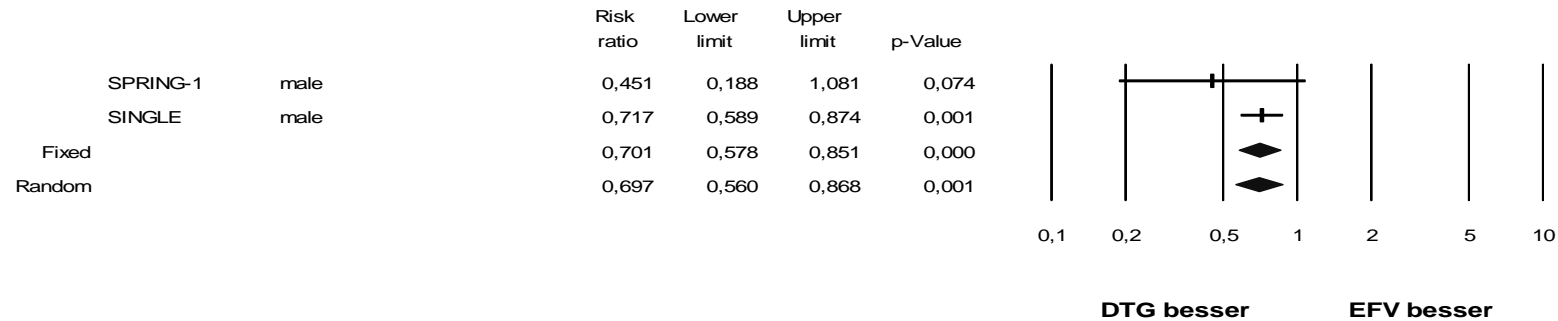 Risk Lower Upper
ratio limit limit p-Value
SPRING-1 male 0,451 0,188 1,081 0,074
SINGLE male 0,717 0,589 0,874 0,001
Fixed 0,701 0,578 0,851 0,000
Random 0,697 0,560 0,868 0,001
0,1 0,2 0,5 1 2 5 10
DTG besser EFV besser